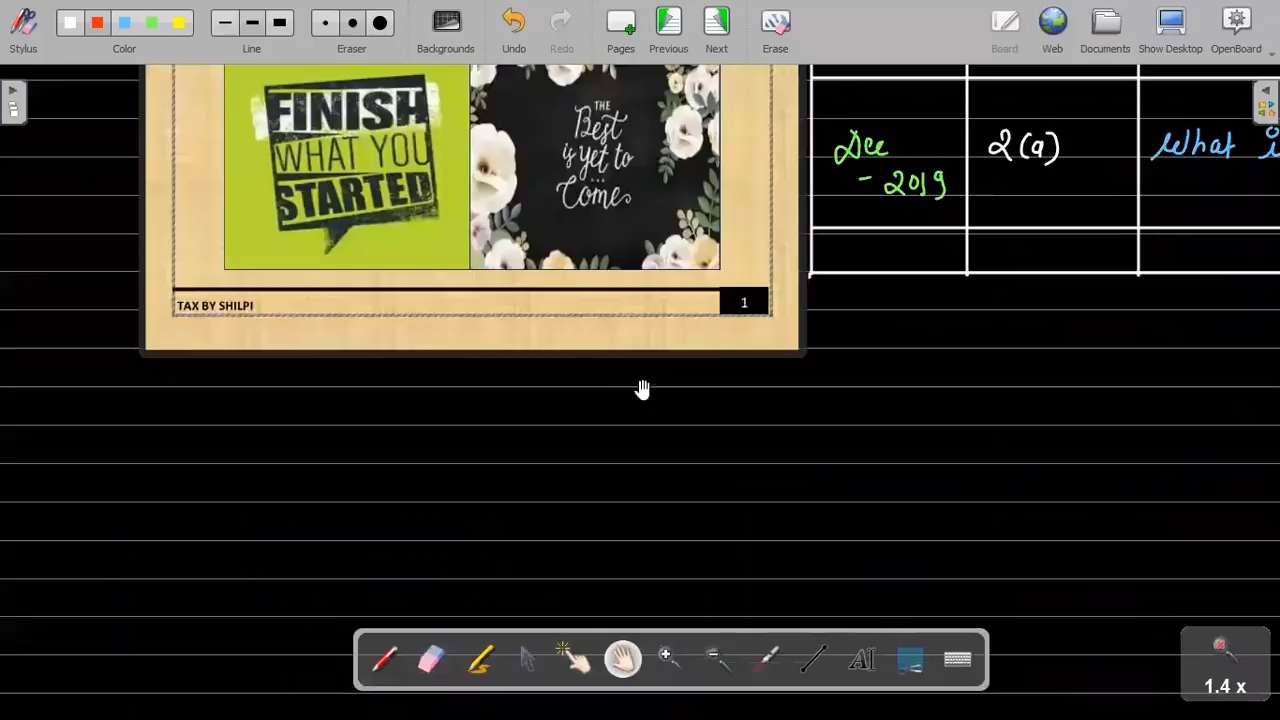 Stylus
Color
Line
Eraser
Backgrounds
Undo
Redo
Pages
Previous
Next
Erase
Board
Web
Documents
Show Desktop
OpenBoard
FINISH
WHAT YOU
STARTED
THE
Best
is yet to
...
Come
TAX BY SHILPI
1
Dec
- 2019
2(a)
What
AI
1.4 x